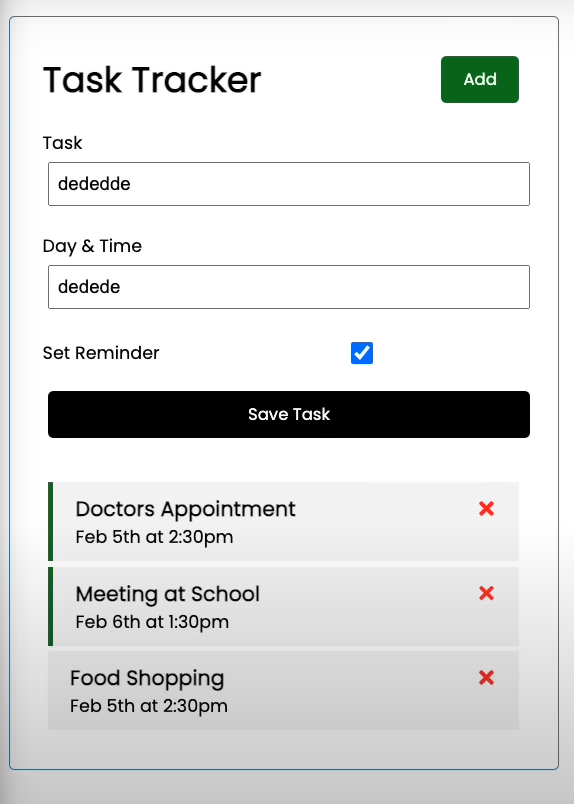 Task Tracker
Add
Task
dededde
Day & Time
dedede
Set Reminder
Save Task
Doctors Appointment
Feb 5th at 2:30pm
Meeting at School
Feb 6th at 1:30pm
Food Shopping
Feb 5th at 2:30pm